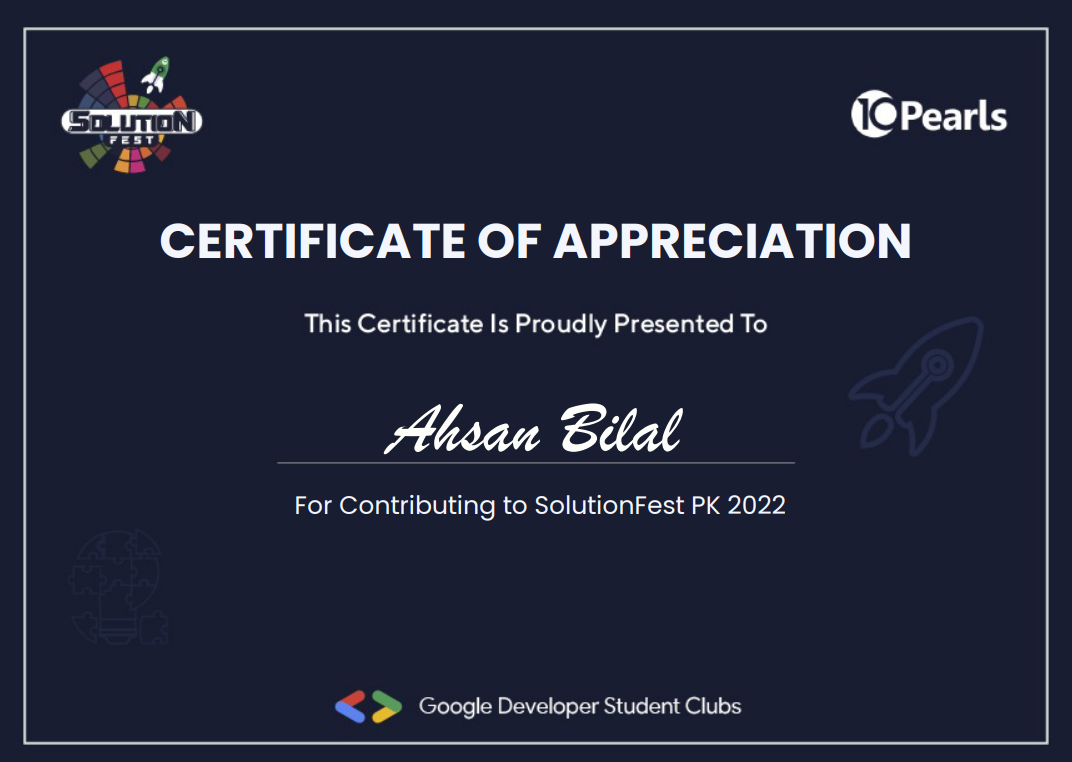 SOLUTION
FEST
10Pearls
CERTIFICATE OF APPRECIATION
This Certificate Is Proudly Presented To
Ahsan Bilal
For Contributing to SolutionFest PK 2022
Google Developer Student Clubs